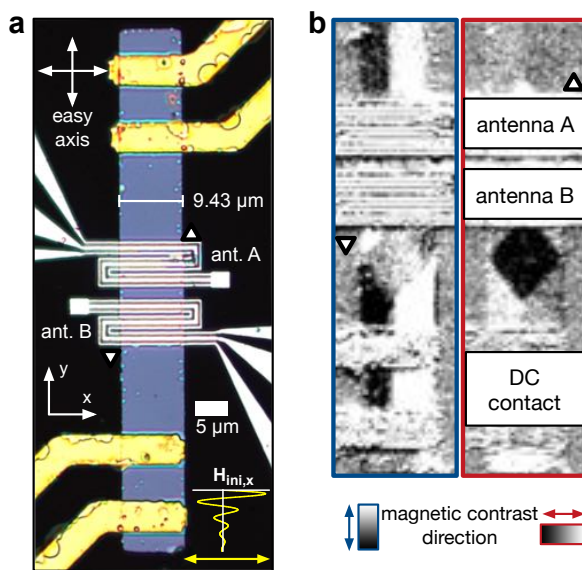 a
easy
axis
9.43 µm
ant. A
ant. B
y
x
5 µm
Hini,x
b
antenna A
antenna B
DC
contact
magnetic contrast
direction